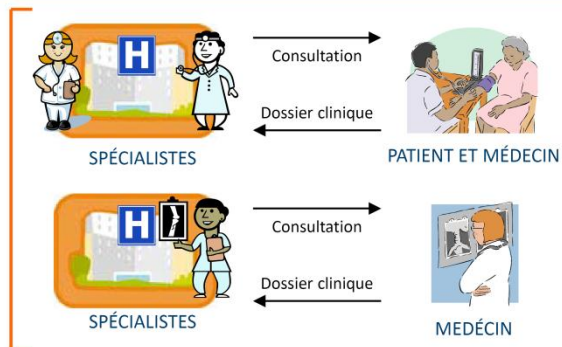 H
Consultation
Dossier clinique
SPÉCIALISTES
PATIENT ET MÉDECIN
H
Consultation
Dossier clinique
SPÉCIALISTES
MEDÉCIN